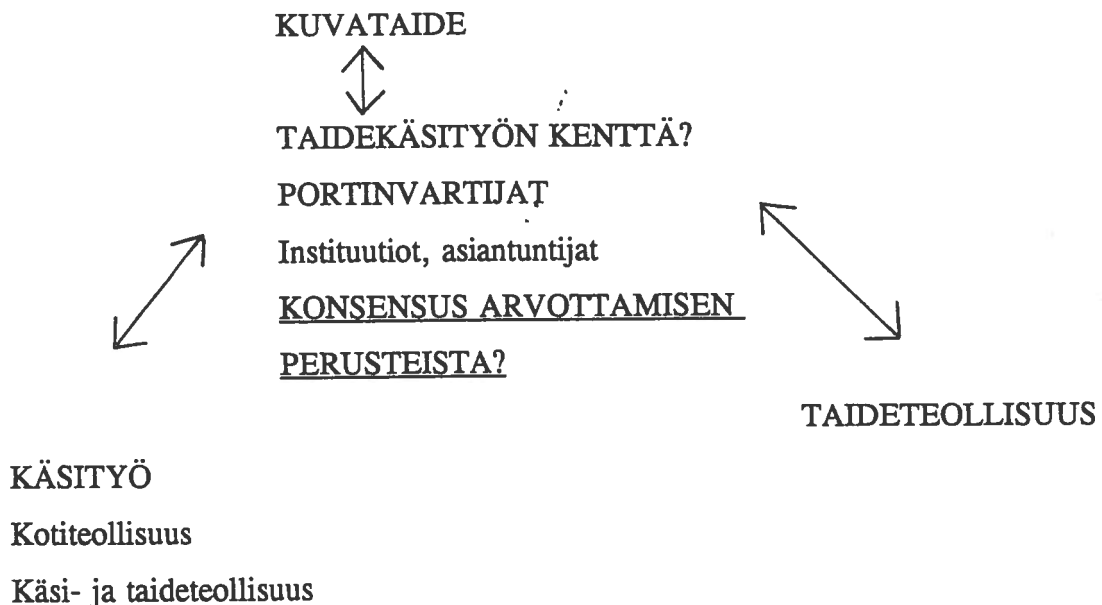 KUVATAIDE
TAIDEKÄSITYÖN KENTTÄ?
PORTINVARTIJAT
Instituutiot, asiantuntijat
KONSENSUS ARVOTTAMISEN
PERUSTEISTA?
TAIDETEOLLISUUS
KÄSITYÖ
Kotiteollisuus
Käsi- ja taideteollisuus